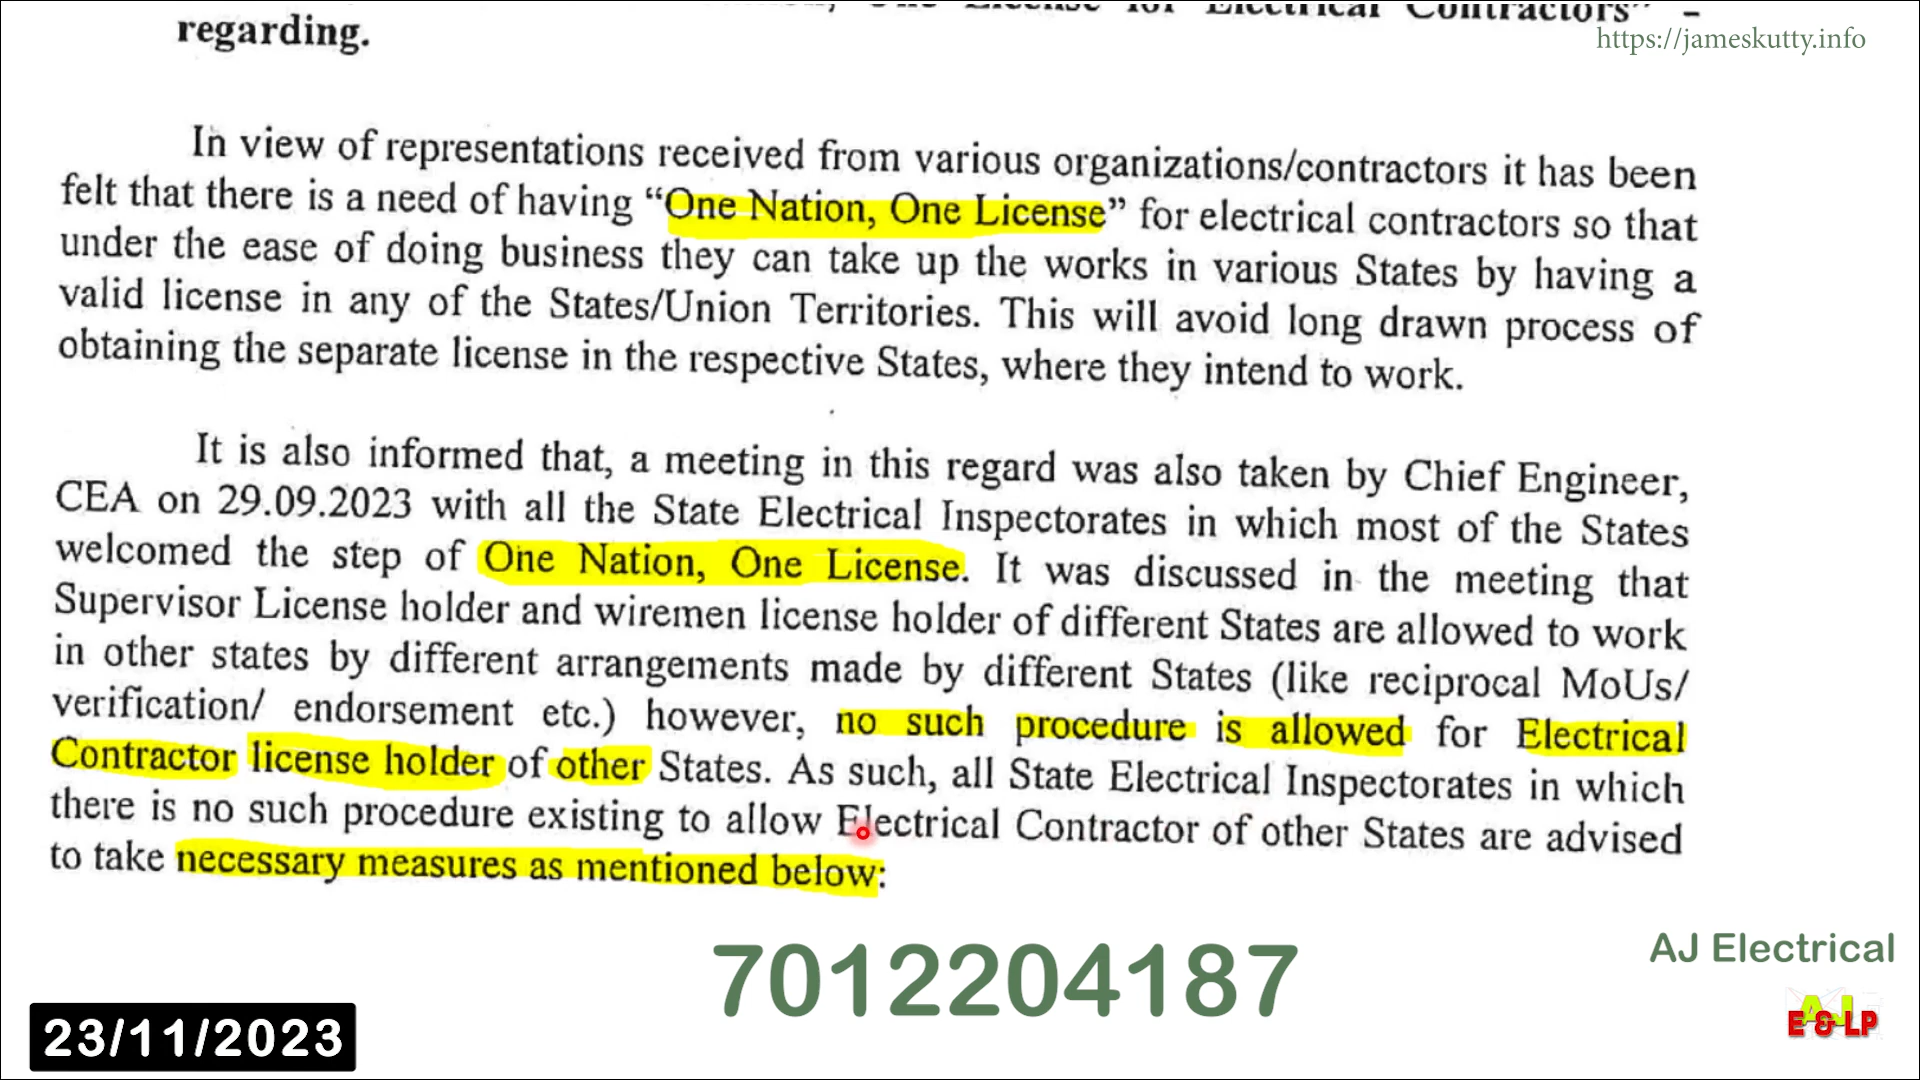 One License for Electrical Contractors" –
regarding.
https://jameskutty.info
In view of representations received from various organizations/contractors it has been
felt that there is a need of having “One Nation, One License” for electrical contractors so that
under the ease of doing business they can take up the works in various States by having a
valid license in any of the States/Union Territories. This will avoid long drawn process of
obtaining the separate license in the respective States, where they intend to work.
It is also informed that, a meeting in this regard was also taken by Chief Engineer,
CEA on 29.09.2023 with all the State Electrical Inspectorates in which most of the States
welcomed the step of One Nation, One License. It was discussed in the meeting that
Supervisor License holder and wiremen license holder of different States are allowed to work
in other states by different arrangements made by different States (like reciprocal MoUs/
verification/ endorsement etc.) however, no such procedure is allowed for Electrical
Contractor license holder of other States. As such, all State Electrical Inspectorates in which
there is no such procedure existing to allow Electrical Contractor of other States are advised
to take necessary measures as mentioned below:
7012204187
AJ Electrical
AJ
E & LP
23/11/2023